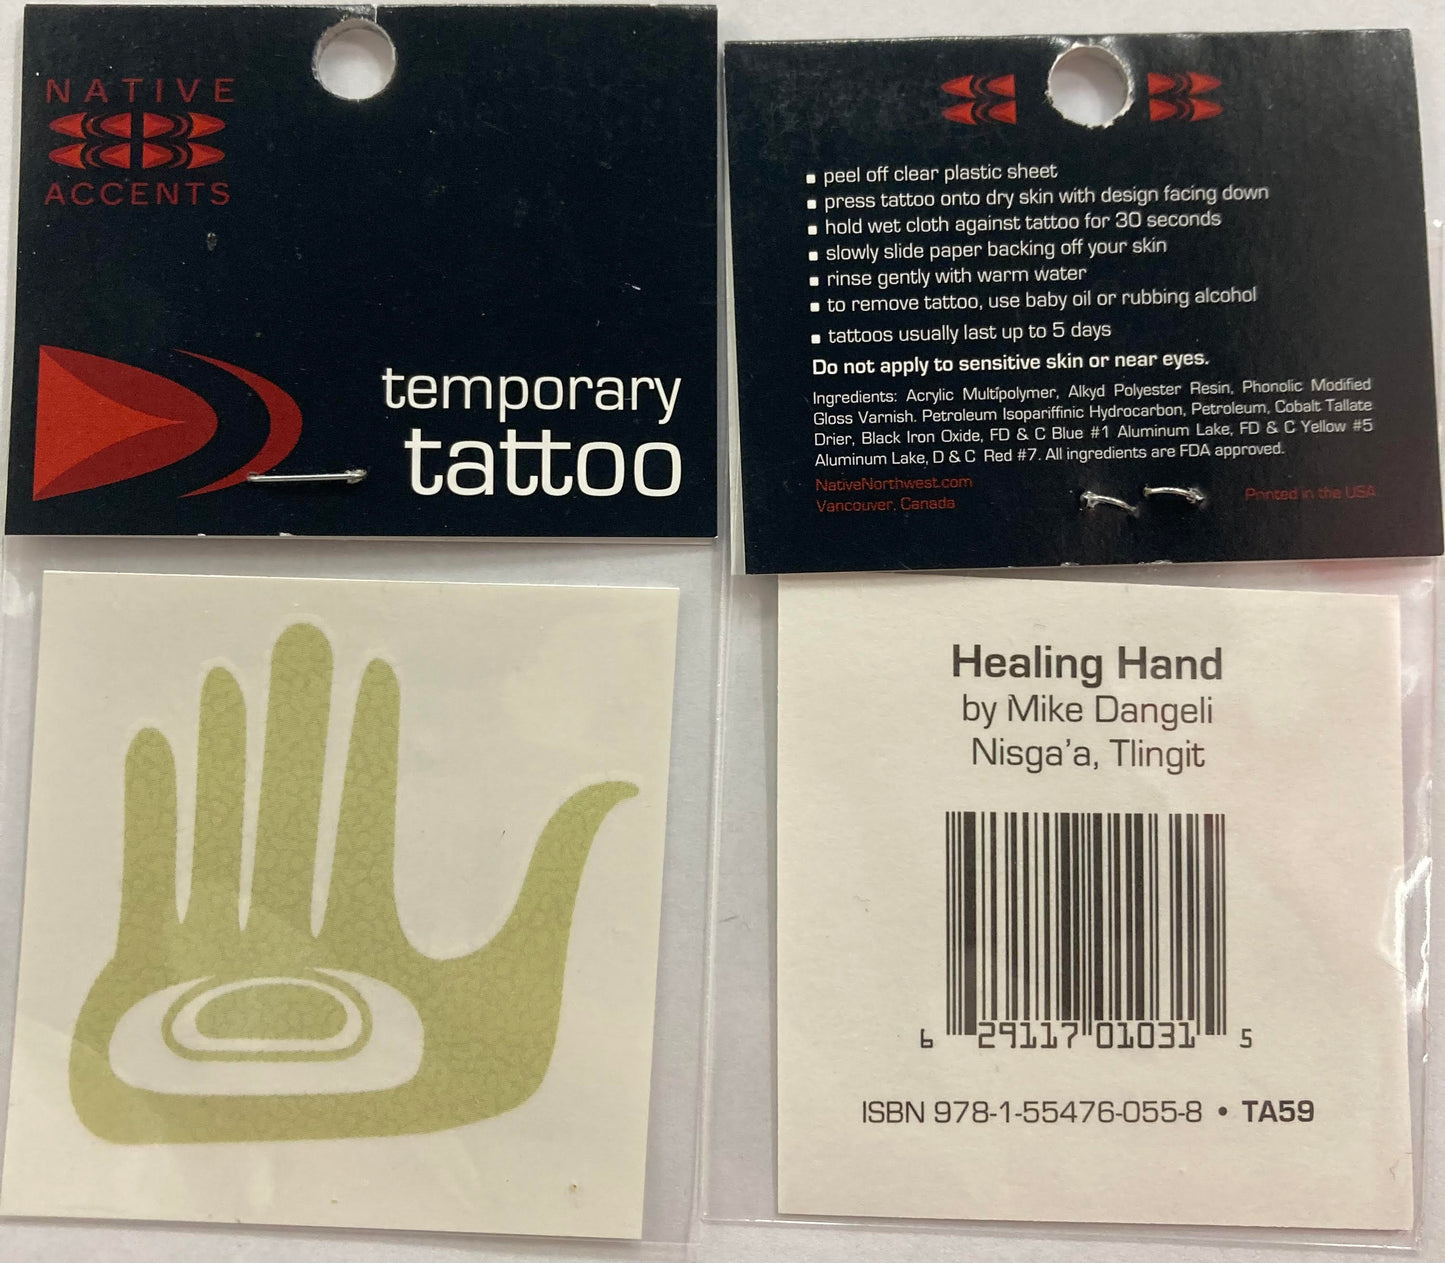 NATIVE
ACCENTS
temporary
tattoo
▪ peel off clear plastic sheet
▪ press tattoo onto dry skin with design facing down
▪ hold wet cloth against tattoo for 30 seconds
▪ slowly slide paper backing off your skin
▪ rinse gently with warm water
▪ to remove tattoo, use baby oil or rubbing alcohol
▪ tattoos usually last up to 5 days
Do not apply to sensitive skin or near eyes.
Ingredients: Acrylic Multipolymer, Alkyd Polyester Resin, Phonolic Modified
Gloss Varnish. Petroleum Isopariffinic Hydrocarbon, Petroleum, Cobalt Tallate
Drier, Black Iron Oxide, FD & C Blue #1 Aluminum Lake, FD & C Yellow #5
Aluminum Lake, D & C Red #7. All ingredients are FDA approved.
NativeNorthwest.com
Vancouver, Canada
Printed in the USA
Healing Hand
by Mike Dangeli
Nisga'a, Tlingit
6 29117 01031 5
ISBN 978-1-55476-055-8 • TA59